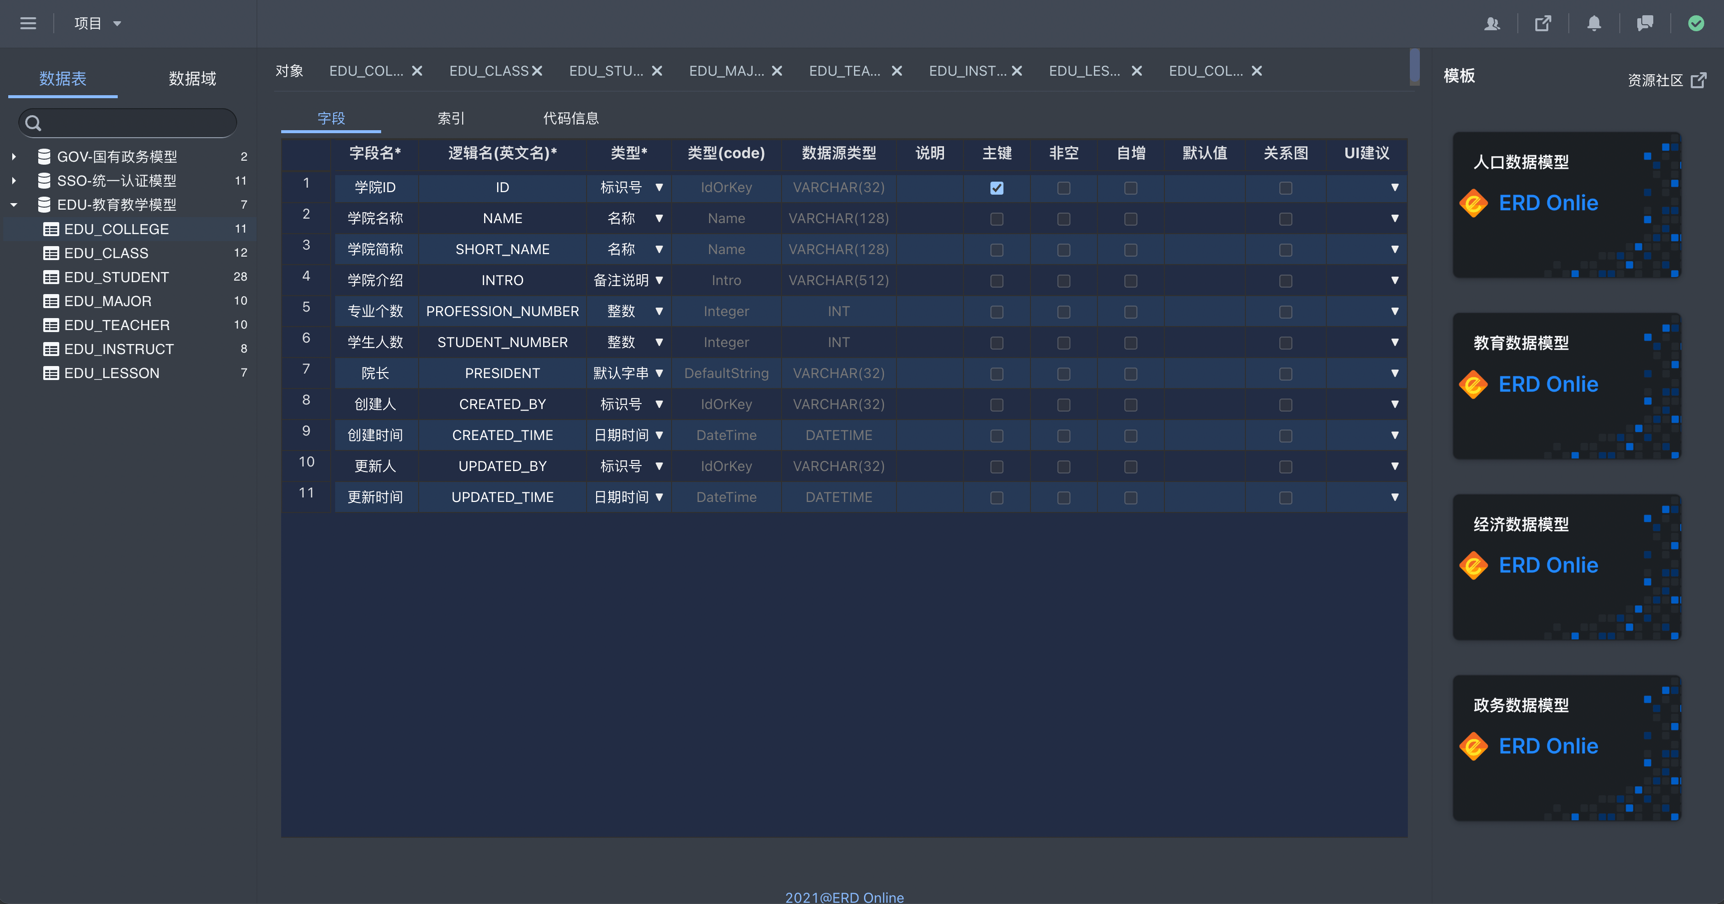 项目
数据表 数据域
GOV-国有政务模型 2
SSO-统一认证模型 11
EDU-教育教学模型 7
EDU_COLLEGE 11
EDU_CLASS 12
EDU_STUDENT 28
EDU_MAJOR 10
EDU_TEACHER 10
EDU_INSTRUCT 8
EDU_LESSON 7
对象 EDU_COL... EDU_CLASS EDU_STU... EDU_MAJ... EDU_TEA... EDU_INST... EDU_LES... EDU_COL...
字段 索引 代码信息
字段名* 逻辑名(英文名)* 类型* 类型(code) 数据源类型 说明 主键 非空 自增 默认值 关系图 UI建议
1 学院ID ID 标识号 IdOrKey VARCHAR(32)
2 学院名称 NAME 名称 Name VARCHAR(128)
3 学院简称 SHORT_NAME 名称 Name VARCHAR(128)
4 学院介绍 INTRO 备注说明 Intro VARCHAR(512)
5 专业个数 PROFESSION_NUMBER 整数 Integer INT
6 学生人数 STUDENT_NUMBER 整数 Integer INT
7 院长 PRESIDENT 默认字串 DefaultString VARCHAR(32)
8 创建人 CREATED_BY 标识号 IdOrKey VARCHAR(32)
9 创建时间 CREATED_TIME 日期时间 DateTime DATETIME
10 更新人 UPDATED_BY 标识号 IdOrKey VARCHAR(32)
11 更新时间 UPDATED_TIME 日期时间 DateTime DATETIME
2021@ERD Online
模板 资源社区
人口数据模型
ERD Onlie
教育数据模型
ERD Onlie
经济数据模型
ERD Onlie
政务数据模型
ERD Onlie